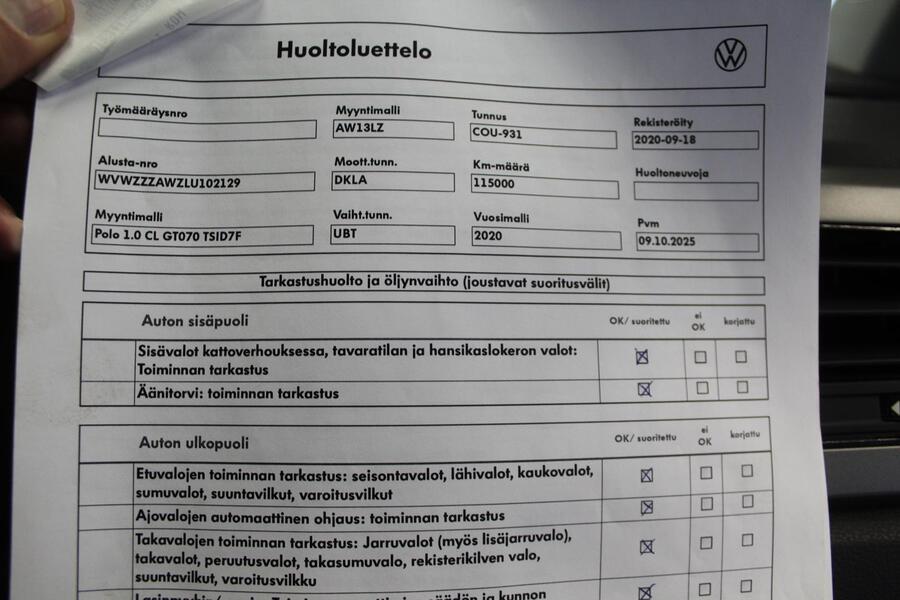 Huoltoluettelo
Työmääräysnro
Myyntimalli
AW13LZ
Tunnus
COU-931
Rekisteröity
2020-09-18
Alusta-nro
WVWZZZAWZLU102129
Moott.tunn.
DKLA
Km-määrä
115000
Huoltoneuvoja
Myyntimalli
Polo 1.0 CL GT070 TSID7F
Vaiht.tunn.
UBT
Vuosimalli
2020
Pvm
09.10.2025
Tarkastushuolto ja öljynvaihto (joustavat suoritusvälit)
Auton sisäpuoli
OK/ suoritettu
ei
OK
korjattu
Sisävalot kattoverhouksessa, tavaratilan ja hansikaslokeron valot:
Toiminnan tarkastus
Äänitorvi: toiminnan tarkastus
Auton ulkopuoli
OK/ suoritettu
ei
OK
korjattu
Etuvalojen toiminnan tarkastus: seisontavalot, lähivalot, kaukovalot,
sumuvalot, suuntavilkut, varoitusvilkut
Ajovalojen automaattinen ohjaus: toiminnan tarkastus
Takavalojen toiminnan tarkastus: Jarruvalot (myös lisäjarruvalo),
takavalot, peruutusvalot, takasumuvalo, rekisterikilven valo,
suuntavilkut, varoitusvilkku
ja kunnon